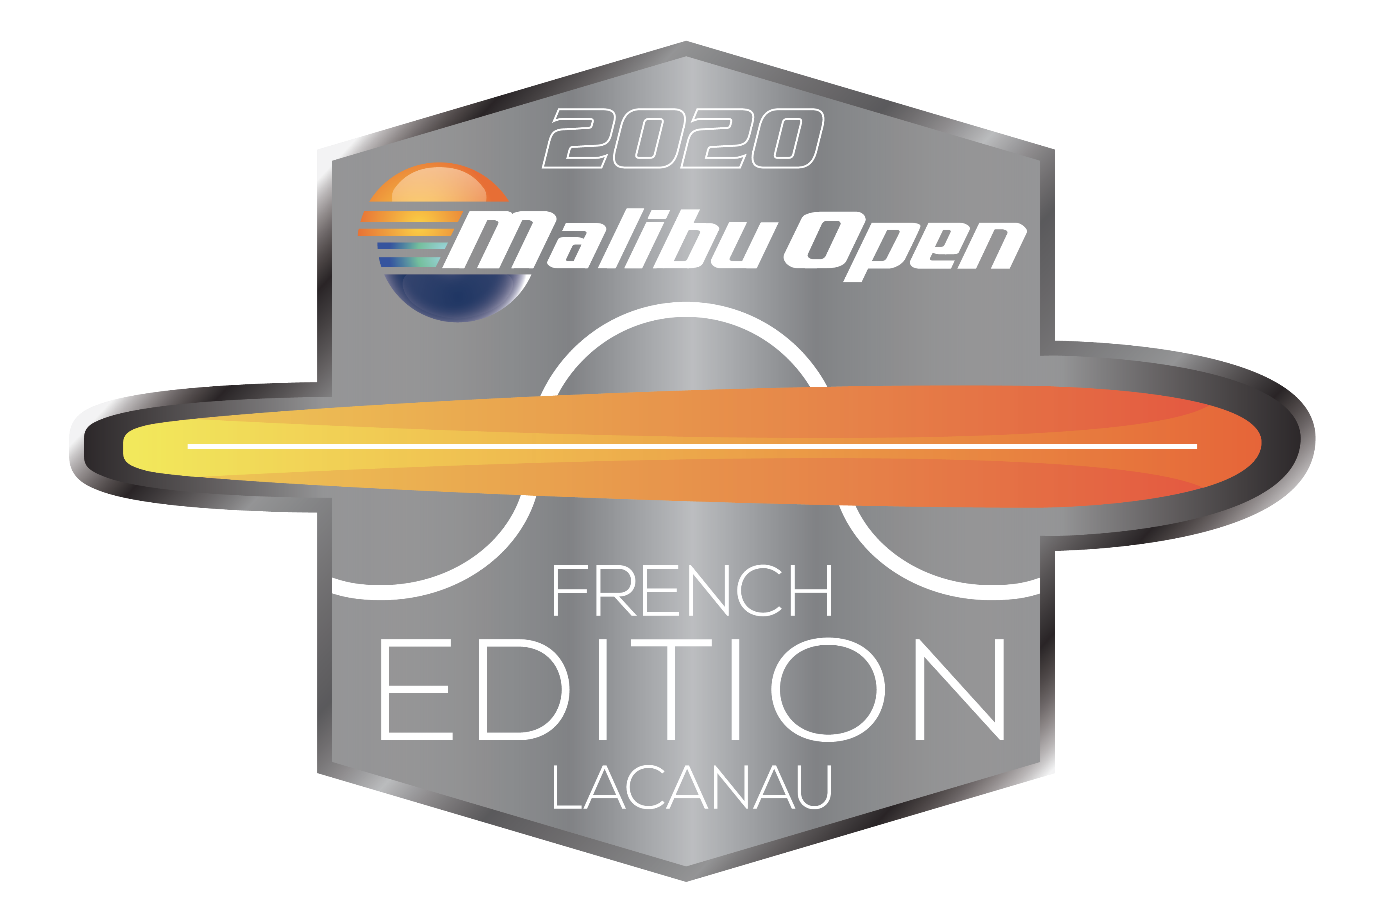 2020
Malibu Open
FRENCH
EDITION
LACANAU